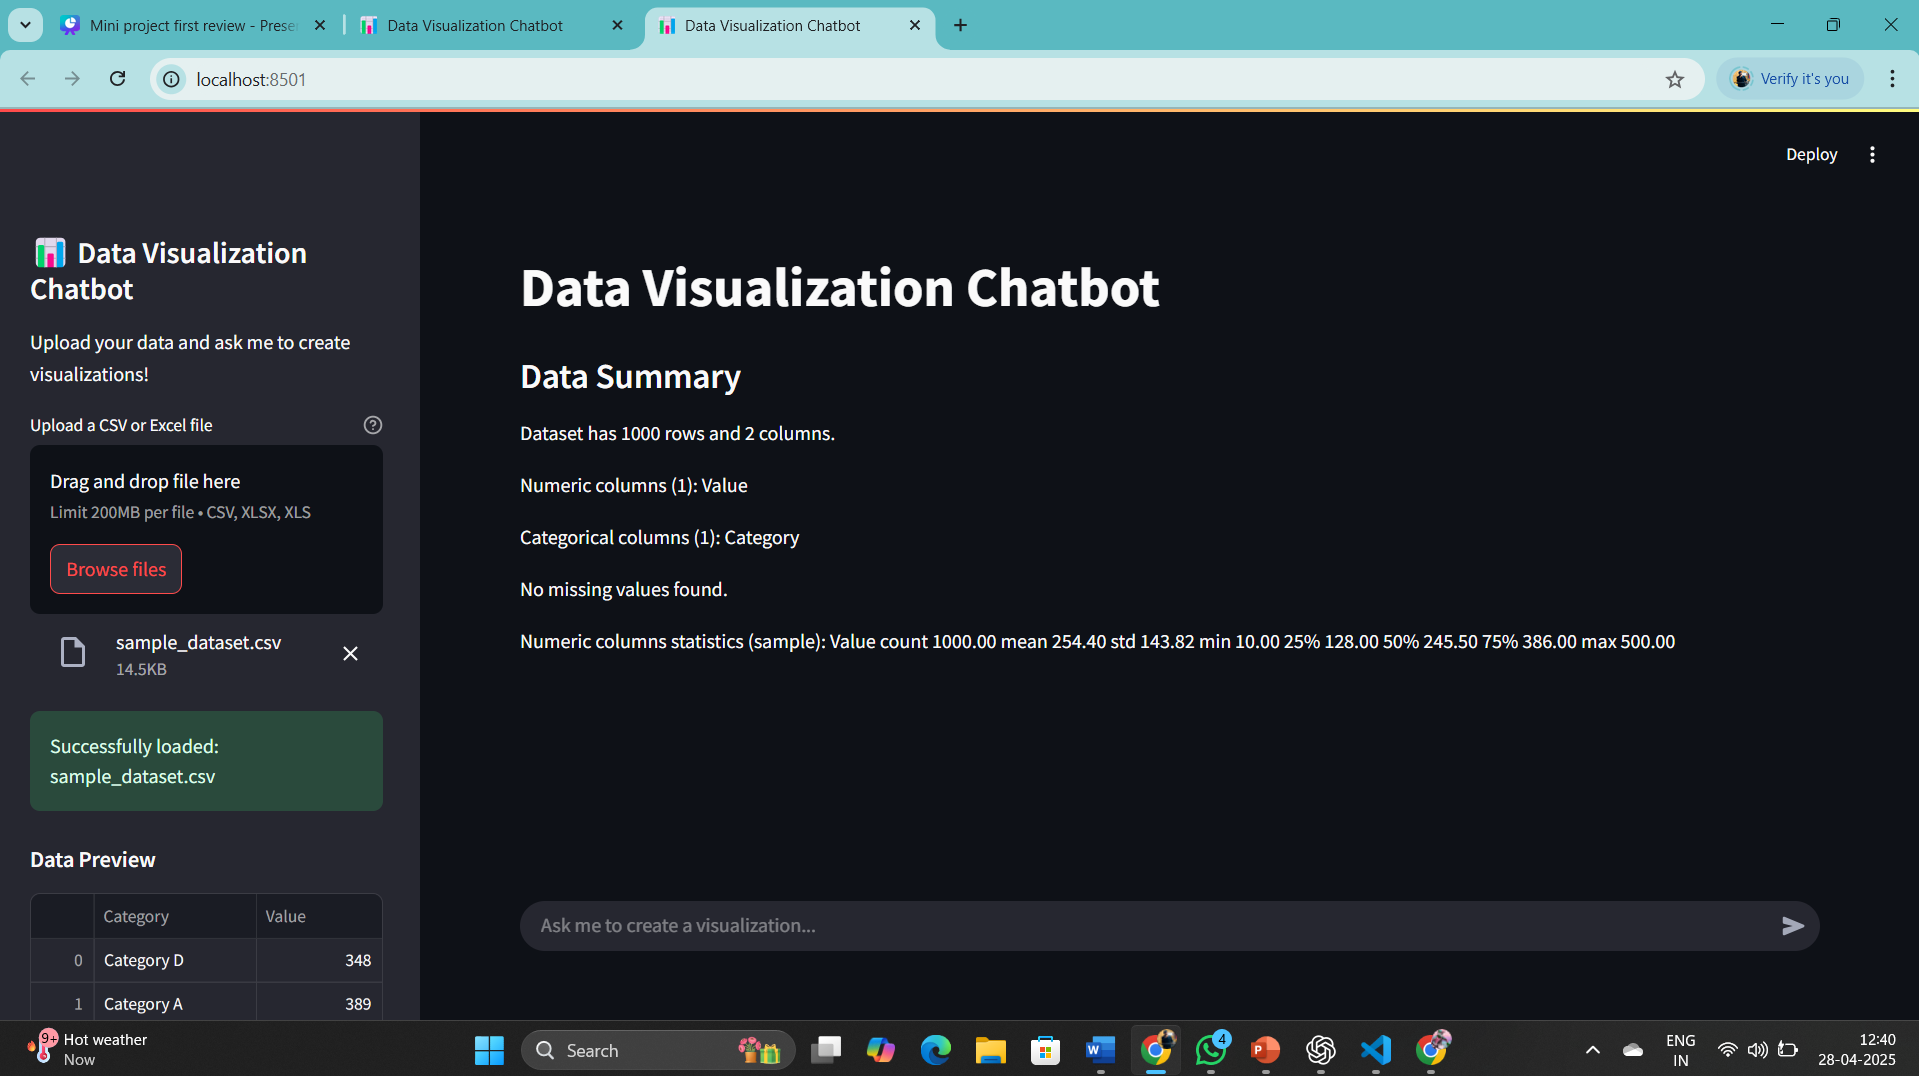 Mini project first review - Prese
Data Visualization Chatbot
Data Visualization Chatbot
localhost:8501
Verify it's you
Deploy
Data Visualization
Chatbot
Upload your data and ask me to create
visualizations!
Upload a CSV or Excel file
Drag and drop file here
Limit 200MB per file • CSV, XLSX, XLS
Browse files
sample_dataset.csv
14.5KB
Successfully loaded:
sample_dataset.csv
Data Preview
Category Value
0 Category D 348
1 Category A 389
Data Visualization Chatbot
Data Summary
Dataset has 1000 rows and 2 columns.
Numeric columns (1): Value
Categorical columns (1): Category
No missing values found.
Numeric columns statistics (sample): Value count 1000.00 mean 254.40 std 143.82 min 10.00 25% 128.00 50% 245.50 75% 386.00 max 500.00
Ask me to create a visualization...
9+
Hot weather
Now
Search
W
4
P
ENG
IN
12:40
28-04-2025